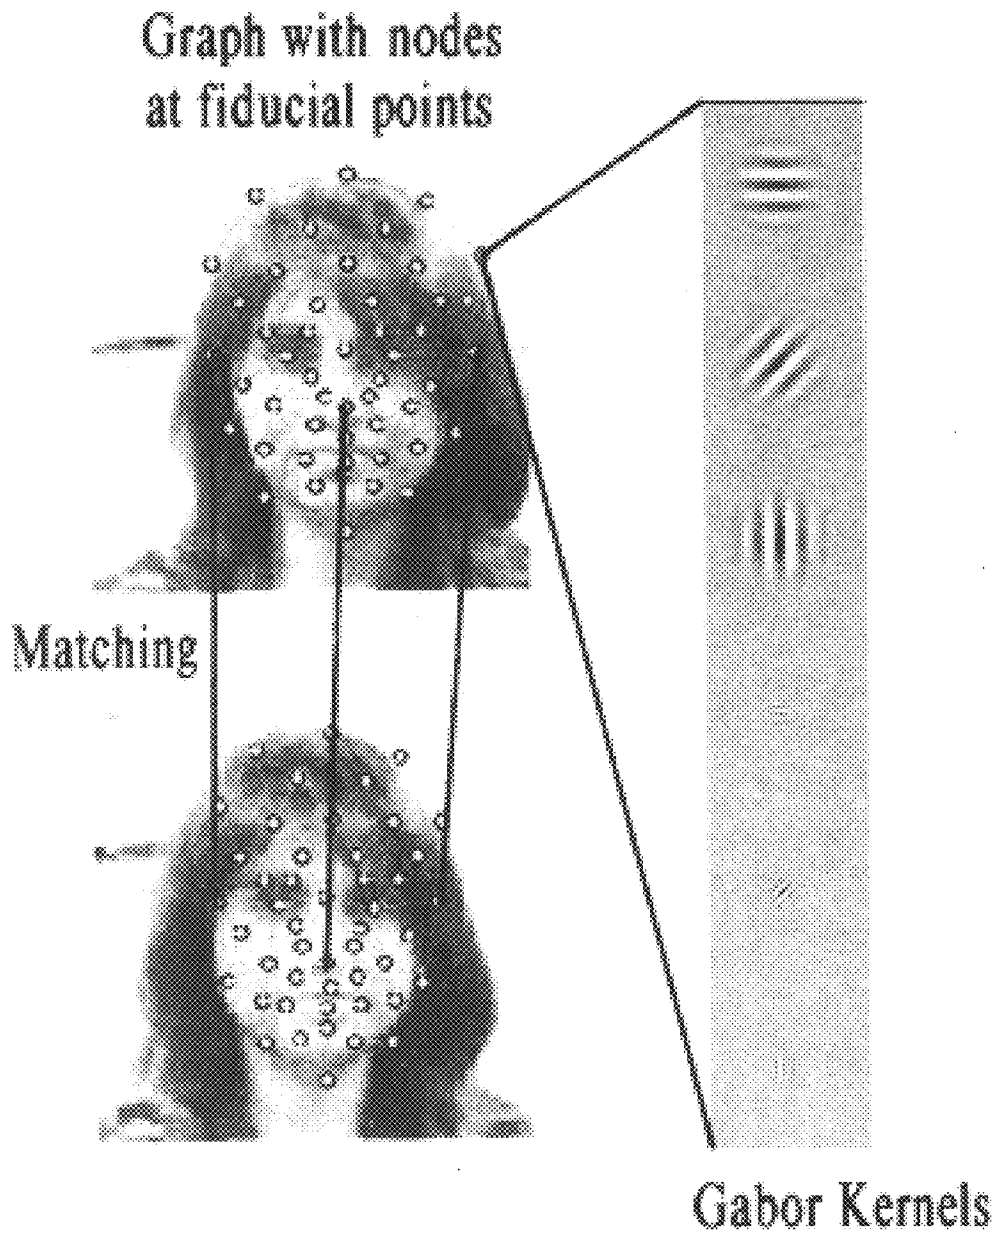 Graph with nodes
at fiducial points
Matching
Gabor Kernels